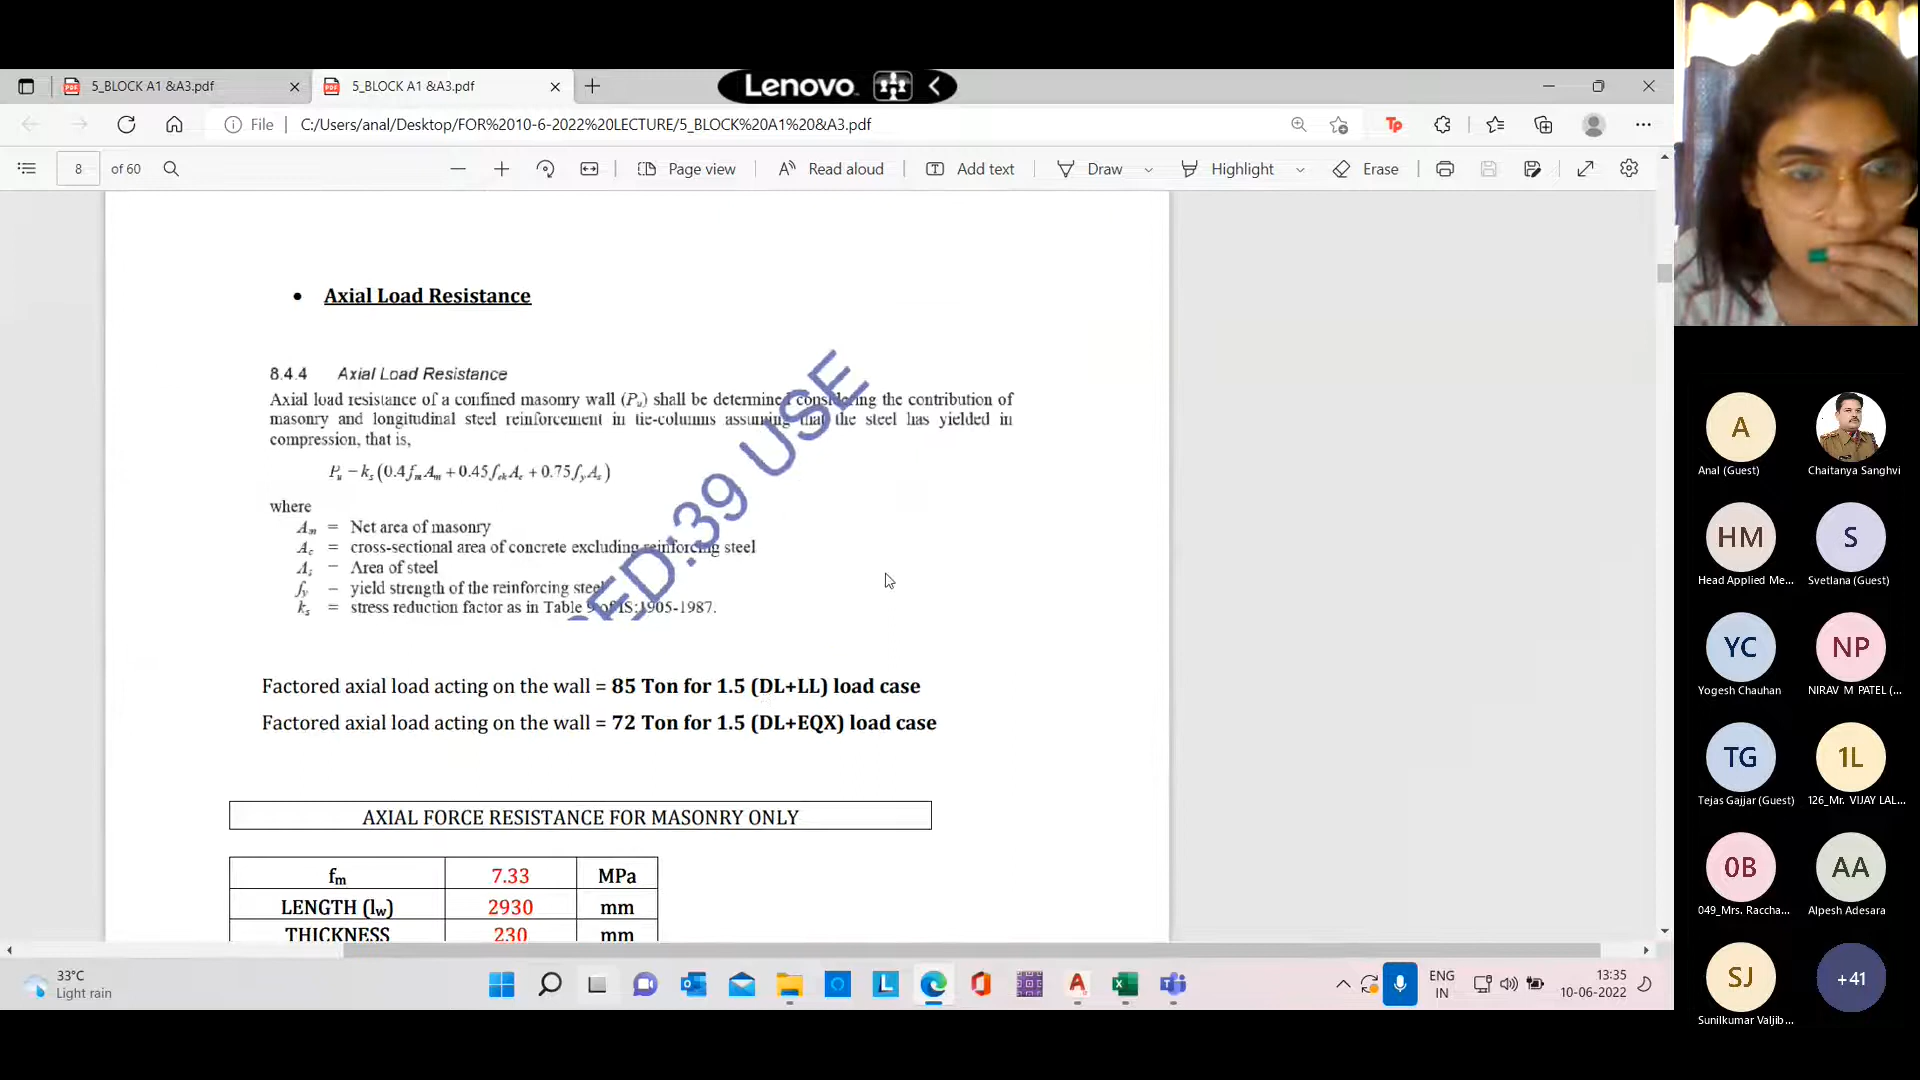 Lenovo
5_BLOCK A1 &A3.pdf
5_BLOCK A1 &A3.pdf
File
C:/Users/anal/Desktop/FOR%2010-6-2022%20LECTURE/5_BLOCK%20A1%20&A3.pdf
Tp
8 of 60
Page view
Read aloud
Add text
Draw
Highlight
Erase
• Axial Load Resistance
8.4.4 Axial Load Resistance
Axial load resistance of a confined masonry wall (Pu) shall be determined considering the contribution of
masonry and longitudinal steel reinforcement in tie-columns assuming that the steel has yielded in
compression, that is,
Pu = ks (0.4 fm Am + 0.45 fck Ac + 0.75 fy As)
where
Am = Net area of masonry
Ac = cross-sectional area of concrete excluding reinforcing steel
As = Area of steel
fy = yield strength of the reinforcing steel
ks = stress reduction factor as in Table 9 of IS:1905-1987.
ED:39 USE
Factored axial load acting on the wall = 85 Ton for 1.5 (DL+LL) load case
Factored axial load acting on the wall = 72 Ton for 1.5 (DL+EQX) load case
AXIAL FORCE RESISTANCE FOR MASONRY ONLY
fm 7.33 MPa
LENGTH (lw) 2930 mm
THICKNESS 230 mm
33°C
Light rain
ENG
IN
13:35
10-06-2022
A
Anal (Guest)
Chaitanya Sanghvi
HM
Head Applied Me...
S
Svetlana (Guest)
YC
Yogesh Chauhan
NP
NIRAV M PATEL (...
TG
Tejas Gajjar (Guest)
1L
126_Mr. VIJAY LAL...
0B
049_Mrs. Raccha...
AA
Alpesh Adesara
SJ
Sunilkumar Valjib...
+41